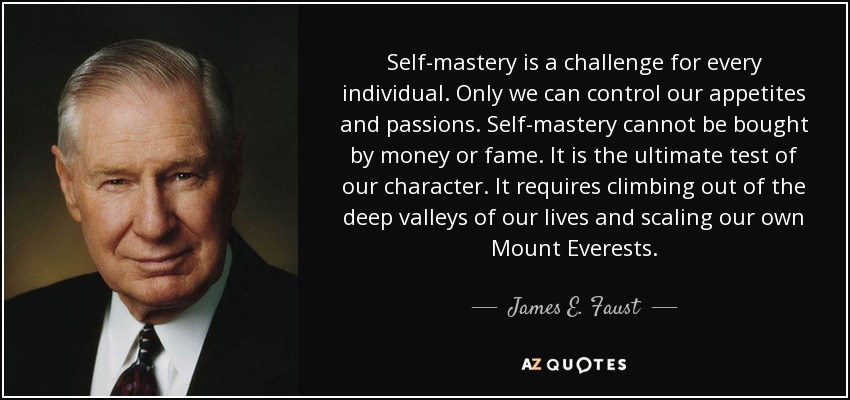 Self-mastery is a challenge for every
individual. Only we can control our appetites
and passions. Self-mastery cannot be bought
by money or fame. It is the ultimate test of
our character. It requires climbing out of the
deep valleys of our lives and scaling our own
Mount Everests.
James E. Faust
AZ QUOTES